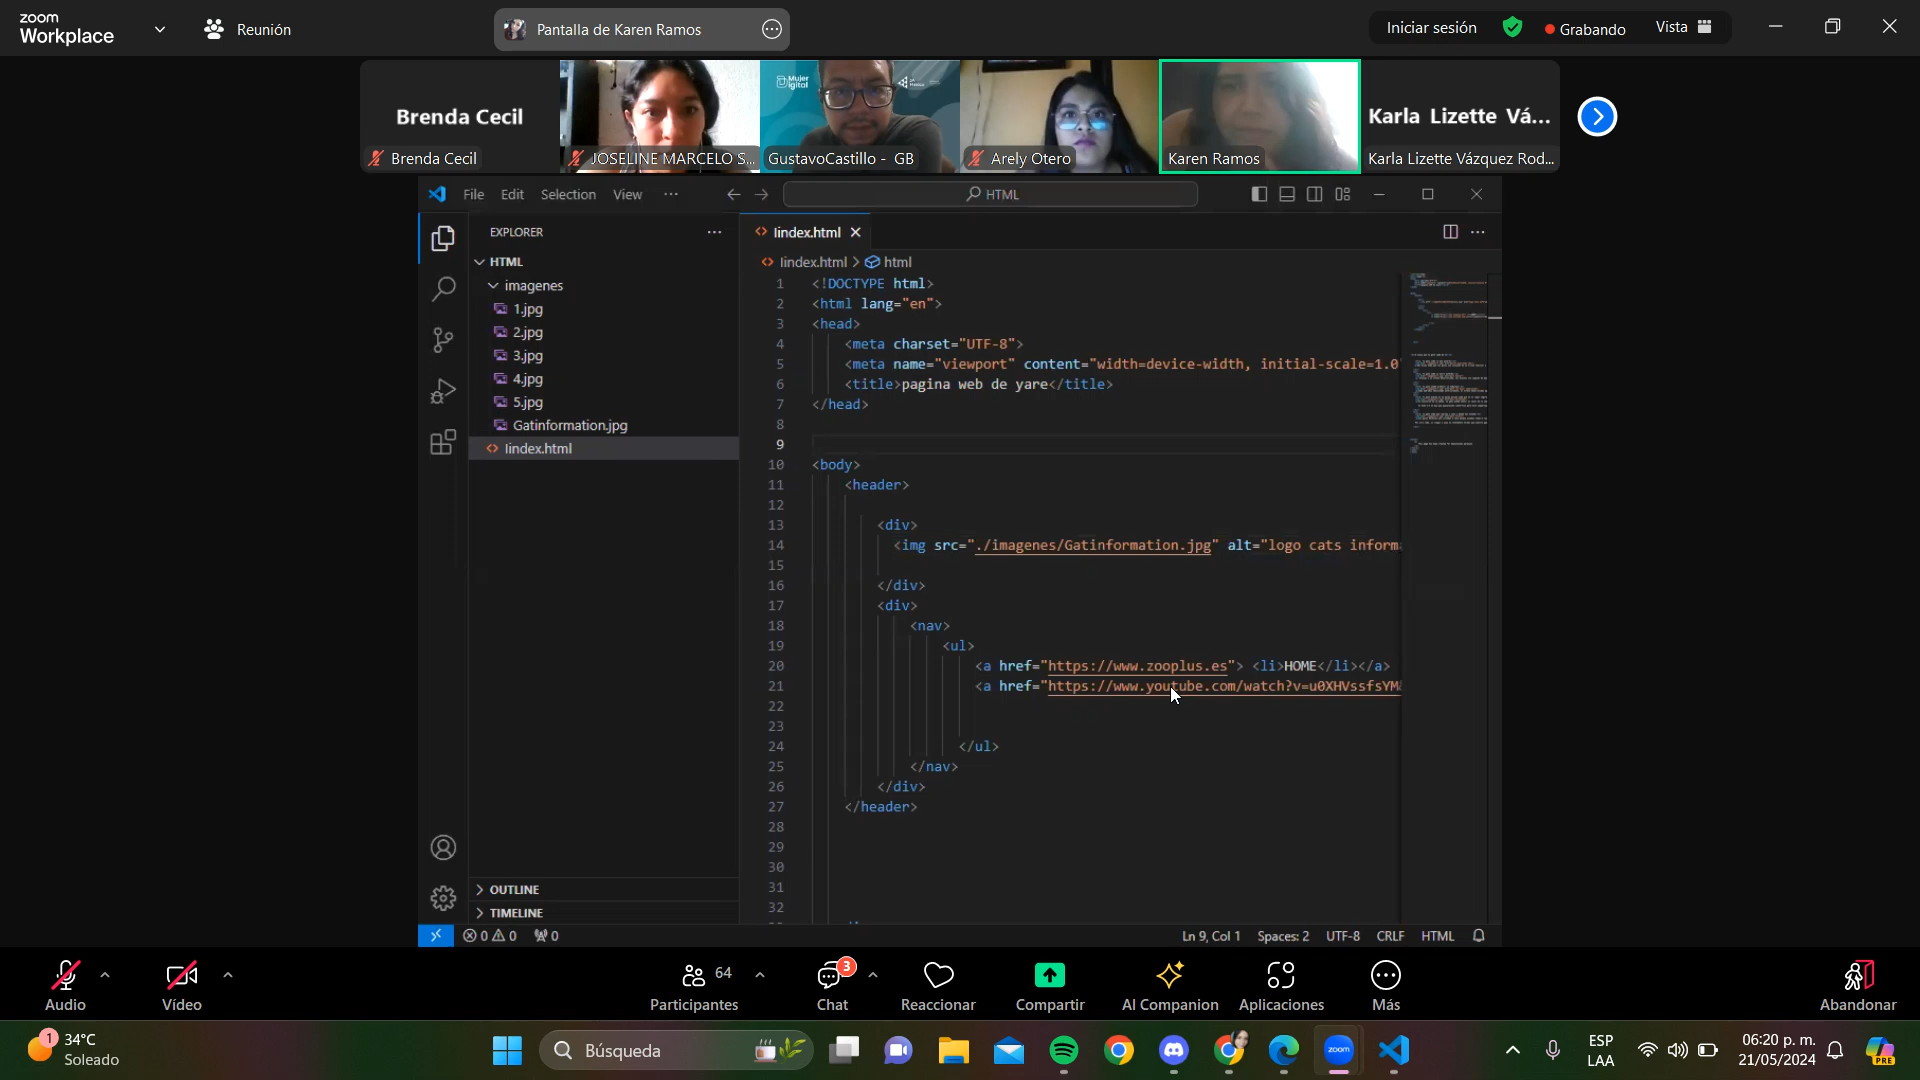 zoom
Workplace
Reunión
Pantalla de Karen Ramos
Iniciar sesión
Grabando
Vista
Brenda Cecil
Brenda Cecil
JOSELINE MARCELO S...
Mujer
Digital
GustavoCastillo - GB
Arely Otero
Karen Ramos
Karla Lizette Vá...
Karla Lizette Vázquez Rod...
File Edit Selection View ···
HTML
EXPLORER
HTML
imagenes
1.jpg
2.jpg
3.jpg
4.jpg
5.jpg
Gatinformation.jpg
Iindex.html
OUTLINE
TIMELINE
Iindex.html
Iindex.html > html
1 <!DOCTYPE html>
2 <html lang="en">
3 <head>
4 <meta charset="UTF-8">
5 <meta name="viewport" content="width=device-width, initial-scale=1.0
6 <title>pagina web de yare</title>
7 </head>
8
9
10 <body>
11 <header>
12
13 <div>
14 <img src="./imagenes/Gatinformation.jpg" alt="logo cats informa
15
16 </div>
17 <div>
18 <nav>
19 <ul>
20 <a href="https://www.zooplus.es"> <li>HOME</li></a>
21 <a href="https://www.youtube.com/watch?v=u0XHVssfsYM
22
23
24 </ul>
25 </nav>
26 </div>
27 </header>
28
29
30
31
32
0 0 0
Ln 9, Col 1 Spaces: 2 UTF-8 CRLF HTML
Audio
Vídeo
64
Participantes
3
Chat
Reaccionar
Compartir
AI Companion
Aplicaciones
Más
Abandonar
1
34°C
Soleado
Búsqueda
zoom
ESP
LAA
06:20 p. m.
21/05/2024
PRE